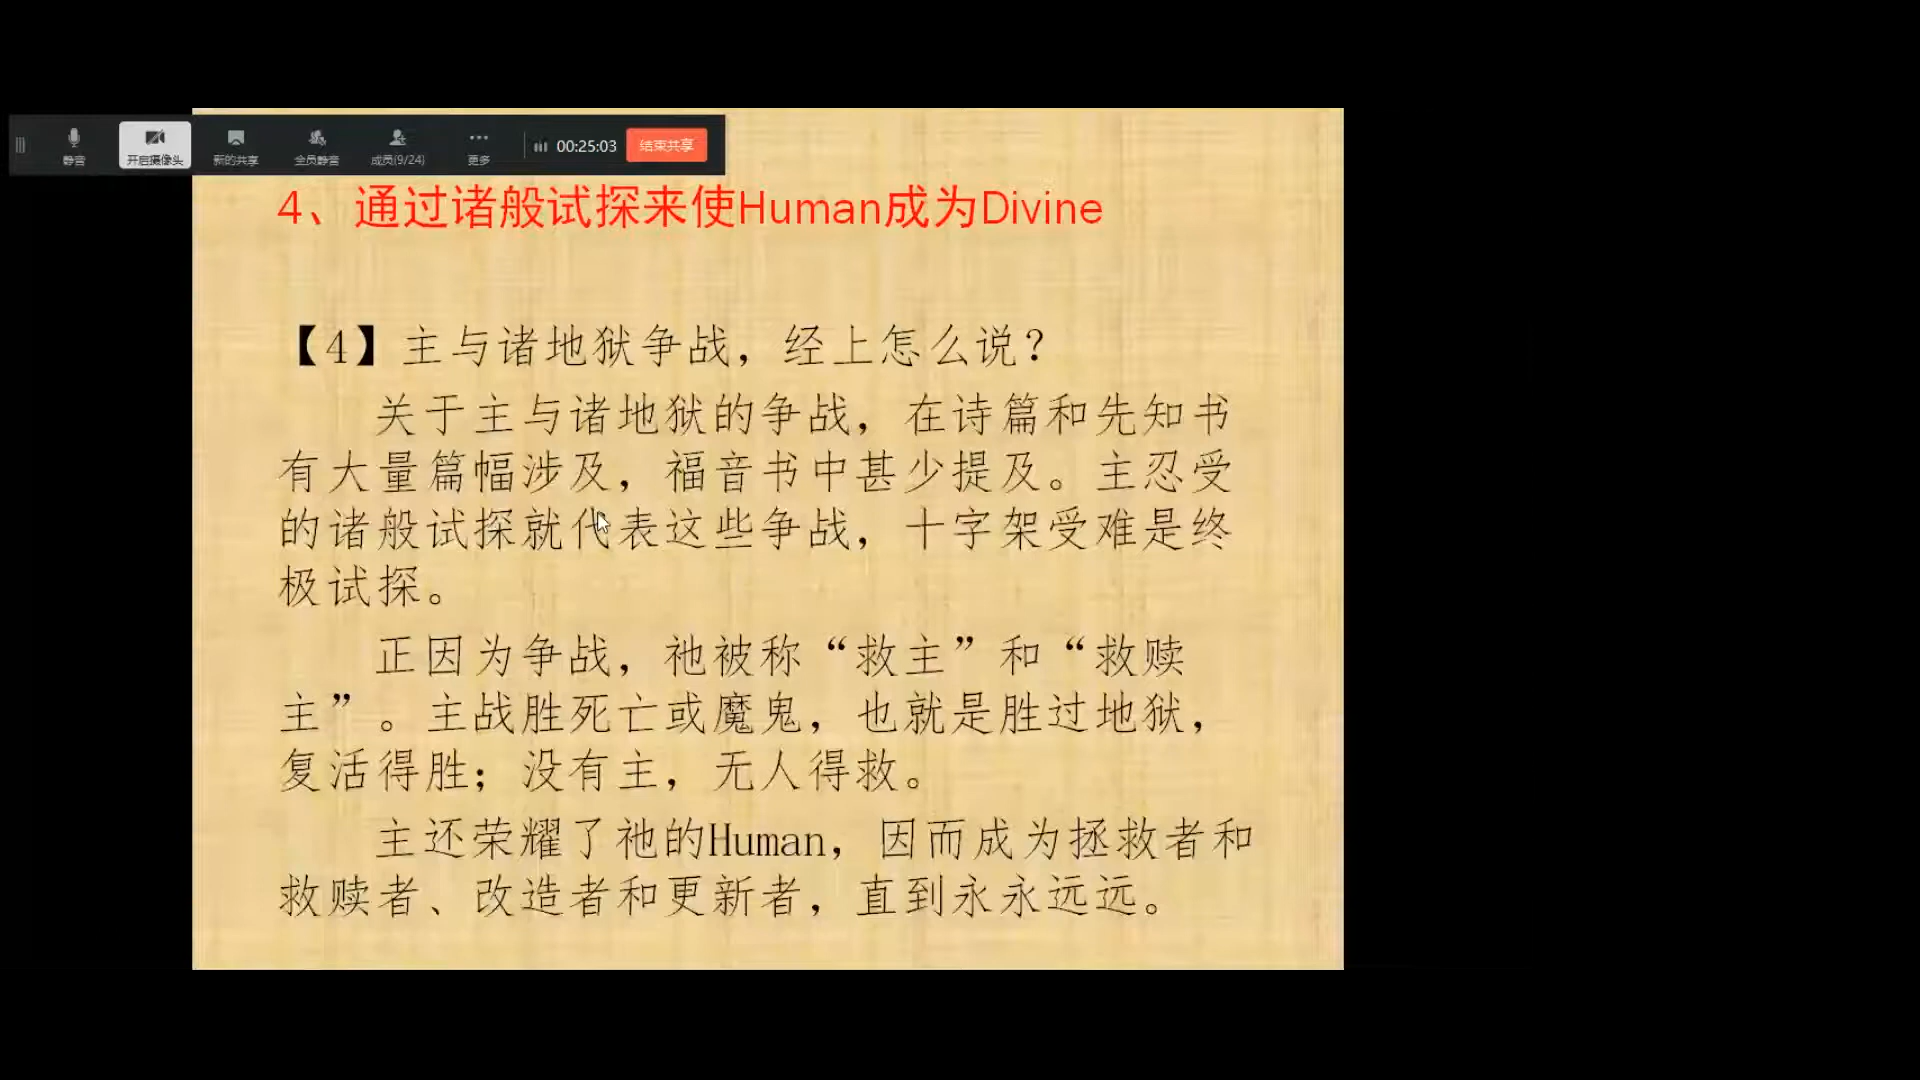 静音 开启摄像头 新的共享 全员静音 成员(9/24) 更多 00:25:03 结束共享
4、通过诸般试探来使Human成为Divine
【4】主与诸地狱争战，经上怎么说？
关于主与诸地狱的争战，在诗篇和先知书
有大量篇幅涉及，福音书中甚少提及。主忍受
的诸般试探就代表这些争战，十字架受难是终
极试探。
正因为争战，祂被称“救主”和“救赎
主”。主战胜死亡或魔鬼，也就是胜过地狱，
复活得胜；没有主，无人得救。
主还荣耀了祂的Human，因而成为拯救者和
救赎者、改造者和更新者，直到永永远远。